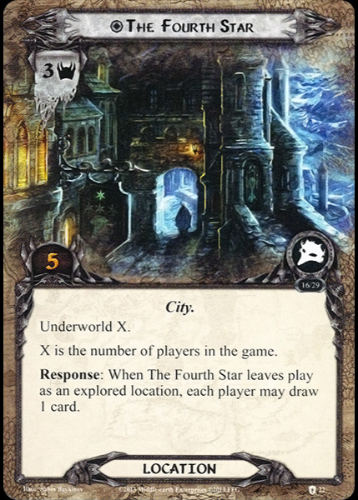 The Fourth Star
3
5
16/29
City.
Underworld X.
X is the number of players in the game.
Response: When The Fourth Star leaves play
as an explored location, each player may draw
1 card.
LOCATION
22